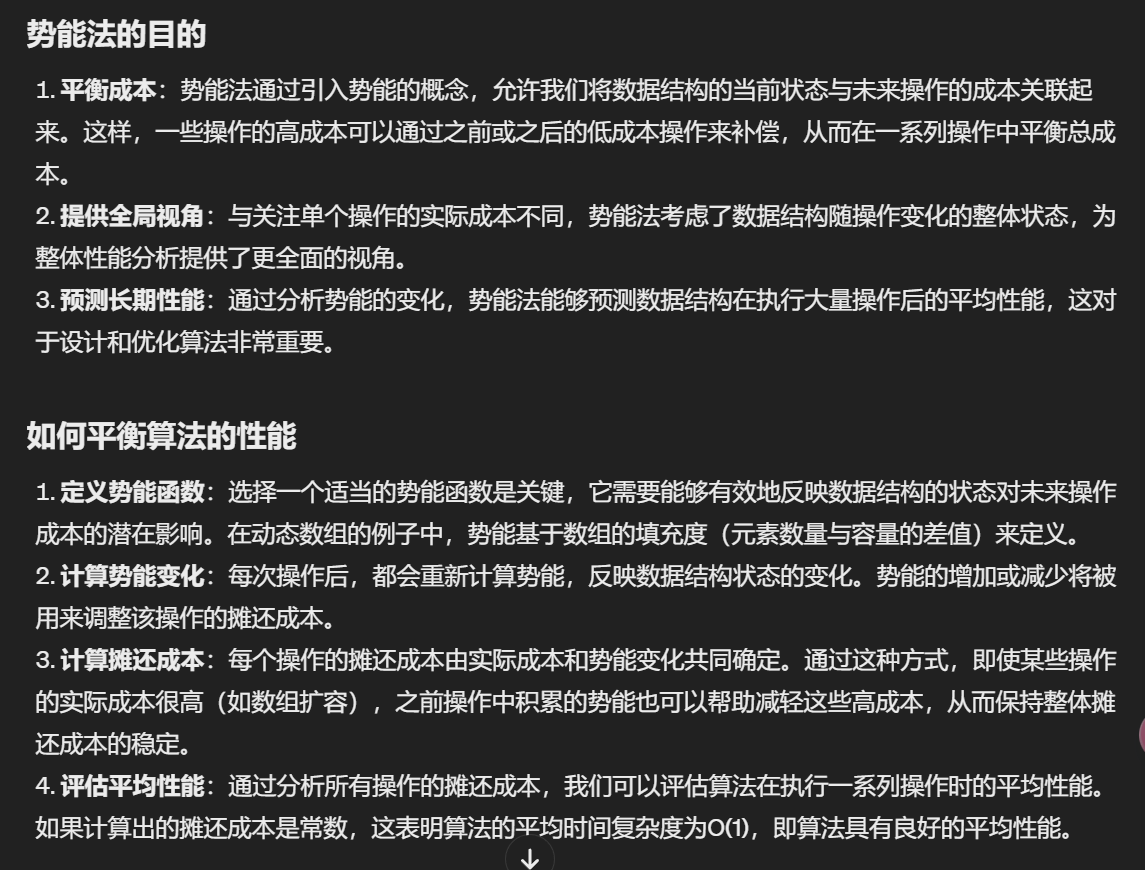 势能法的目的
1. 平衡成本：势能法通过引入势能的概念，允许我们将数据结构的当前状态与未来操作的成本关联起
来。这样，一些操作的高成本可以通过之前或之后的低成本操作来补偿，从而在一系列操作中平衡总成
本。
2. 提供全局视角：与关注单个操作的实际成本不同，势能法考虑了数据结构随操作变化的整体状态，为
整体性能分析提供了更全面的视角。
3. 预测长期性能：通过分析势能的变化，势能法能够预测数据结构在执行大量操作后的平均性能，这对
于设计和优化算法非常重要。
如何平衡算法的性能
1. 定义势能函数：选择一个适当的势能函数是关键，它需要能够有效地反映数据结构的状态对未来操作
成本的潜在影响。在动态数组的例子中，势能基于数组的填充度（元素数量与容量的差值）来定义。
2. 计算势能变化：每次操作后，都会重新计算势能，反映数据结构状态的变化。势能的增加或减少将被
用来调整该操作的摊还成本。
3. 计算摊还成本：每个操作的摊还成本由实际成本和势能变化共同确定。通过这种方式，即使某些操作
的实际成本很高（如数组扩容），之前操作中积累的势能也可以帮助减轻这些高成本，从而保持整体摊
还成本的稳定。
4. 评估平均性能：通过分析所有操作的摊还成本，我们可以评估算法在执行一系列操作时的平均性能。
如果计算出的摊还成本是常数，这表明算法的平均时间复杂度为O(1)，即算法具有良好的平均性能。